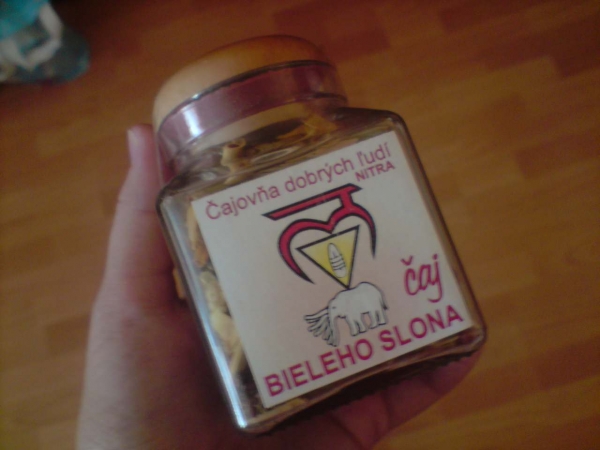 Čajovňa dobrých ľudí
NITRA
čaj
BIELEHO SLONA